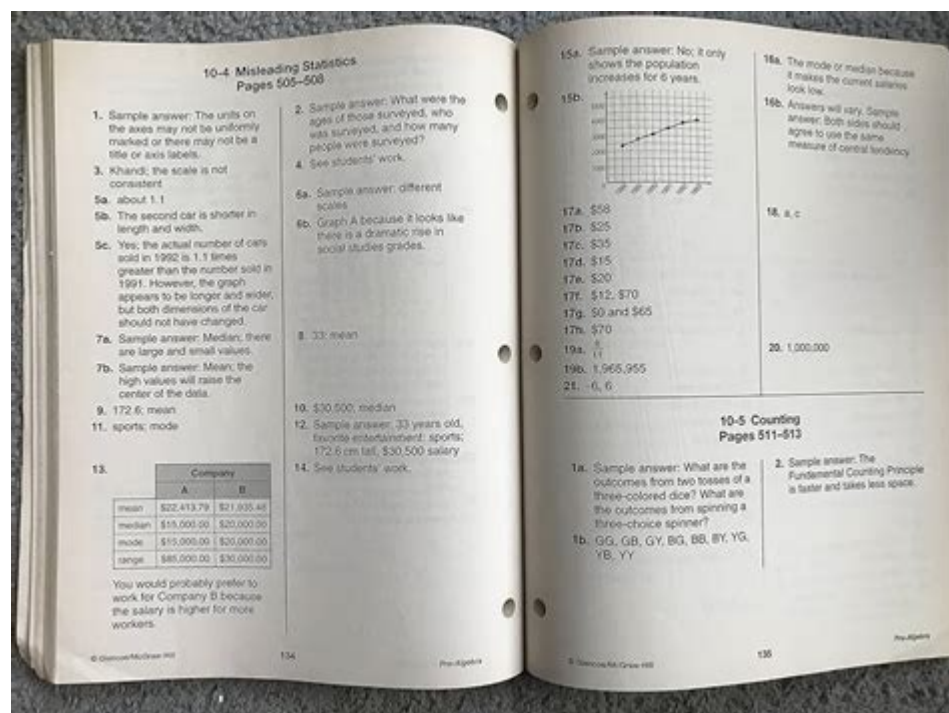 10-4 Misleading Statistics
Pages 505–508
1. Sample answer: The units on
the axes may not be uniformly
marked or there may not be a
title or axis labels.
3. Khandi; the scale is not
consistent
5a. about 1.1
5b. The second car is shorter in
length and width.
5c. Yes; the actual number of cars
sold in 1992 is 1.1 times
greater than the number sold in
1991. However, the graph
appears to be longer and wider,
but both dimensions of the car
should not have changed.
7a. Sample answer: Median; there
are large and small values.
7b. Sample answer: Mean; the
high values will raise the
center of the data.
9. 172.6; mean
11. sports; mode
13.
Company
A B
mean $22,413.79 $21,935.48
median $15,000.00 $20,000.00
mode $15,000.00 $20,000.00
range $85,000.00 $30,000.00
You would probably prefer to
work for Company B because
the salary is higher for more
workers.
2. Sample answer: What were the
ages of those surveyed, who
was surveyed, and how many
people were surveyed?
4. See students' work.
6a. Sample answer: different
scales
6b. Graph A because it looks like
there is a dramatic rise in
social studies grades.
8. 33; mean
10. $30,500; median
12. Sample answer: 33 years old,
favorite entertainment: sports;
172.6 cm tall, $30,500 salary
14. See students' work.
© Glencoe/McGraw-Hill
134
Pre-Algebra
15a. Sample answer: No; it only
shows the population
increases for 6 years.
15b.
17a. $58
17b. $25
17c. $35
17d. $15
17e. $20
17f. $12, $70
17g. $0 and $65
17h. $70
19a.
19b. 1,965,955
21. -6, 6
16a. The mode or median because
it makes the current salaries
look low.
16b. Answers will vary. Sample
answer: Both sides should
agree to use the same
measure of central tendency.
18. a, c
20. 1,000,000
10-5 Counting
Pages 511–513
1a. Sample answer: What are the
outcomes from two tosses of a
three-colored dice? What are
the outcomes from spinning a
three-choice spinner?
1b. GG, GB, GY, BG, BB, BY, YG,
YB, YY
2. Sample answer: The
Fundamental Counting Principle
is faster and takes less space.
© Glencoe/McGraw-Hill
135
Pre-Algebra